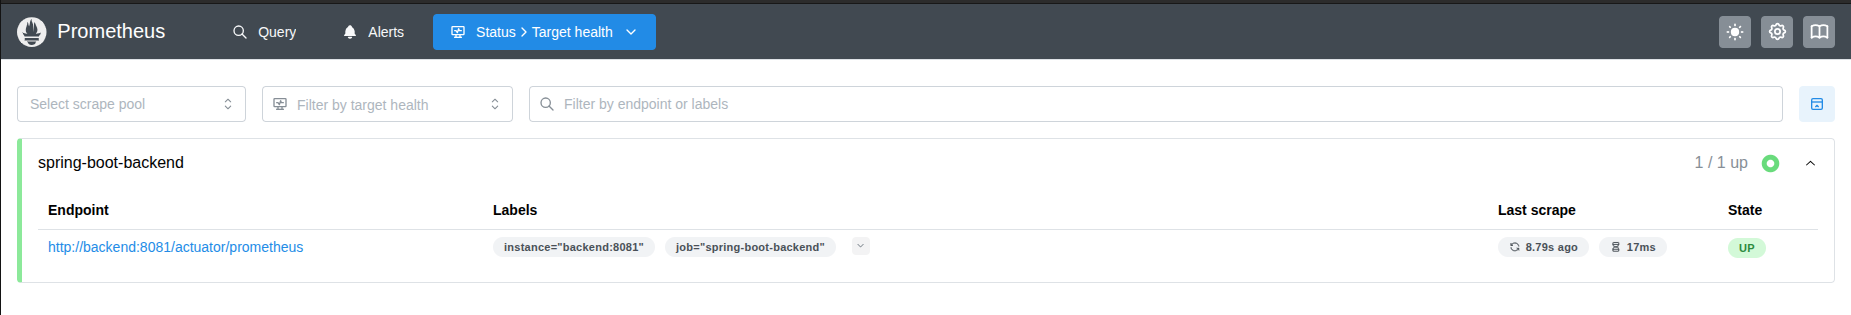 Prometheus Query Alerts Status > Target health
Select scrape pool Filter by target health Filter by endpoint or labels
spring-boot-backend 1 / 1 up
Endpoint Labels Last scrape State
http://backend:8081/actuator/prometheus instance="backend:8081" job="spring-boot-backend" 8.79s ago 17ms UP